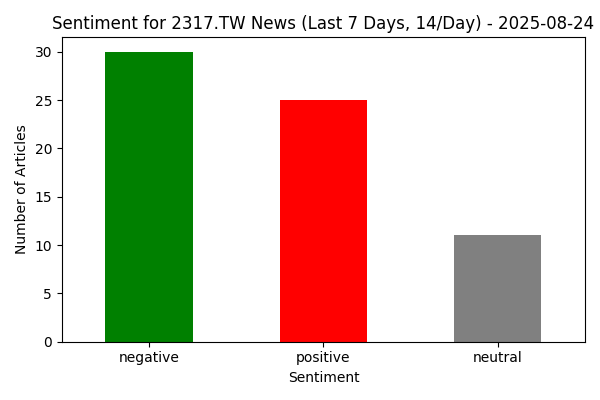 Sentiment for 2317.TW News (Last 7 Days, 14/Day) - 2025-08-24
Number of Articles
30
25
20
15
10
5
0
negative positive neutral
Sentiment